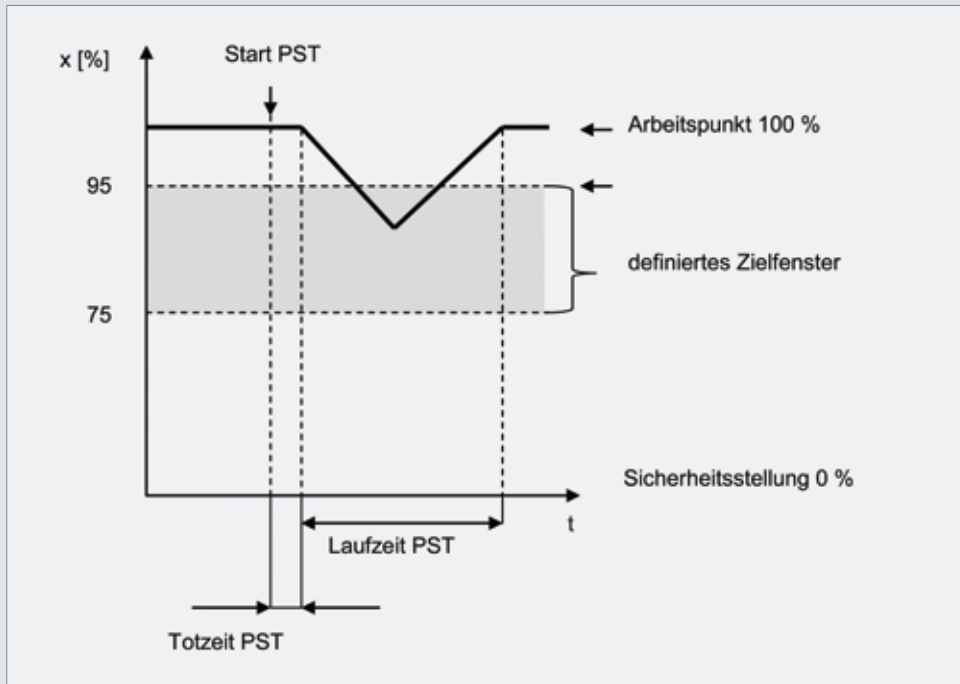 Start PST
x [%]
Arbeitspunkt 100 %
95
definiertes Zielfenster
75
Sicherheitsstellung 0 %
t
Laufzeit PST
Totzeit PST